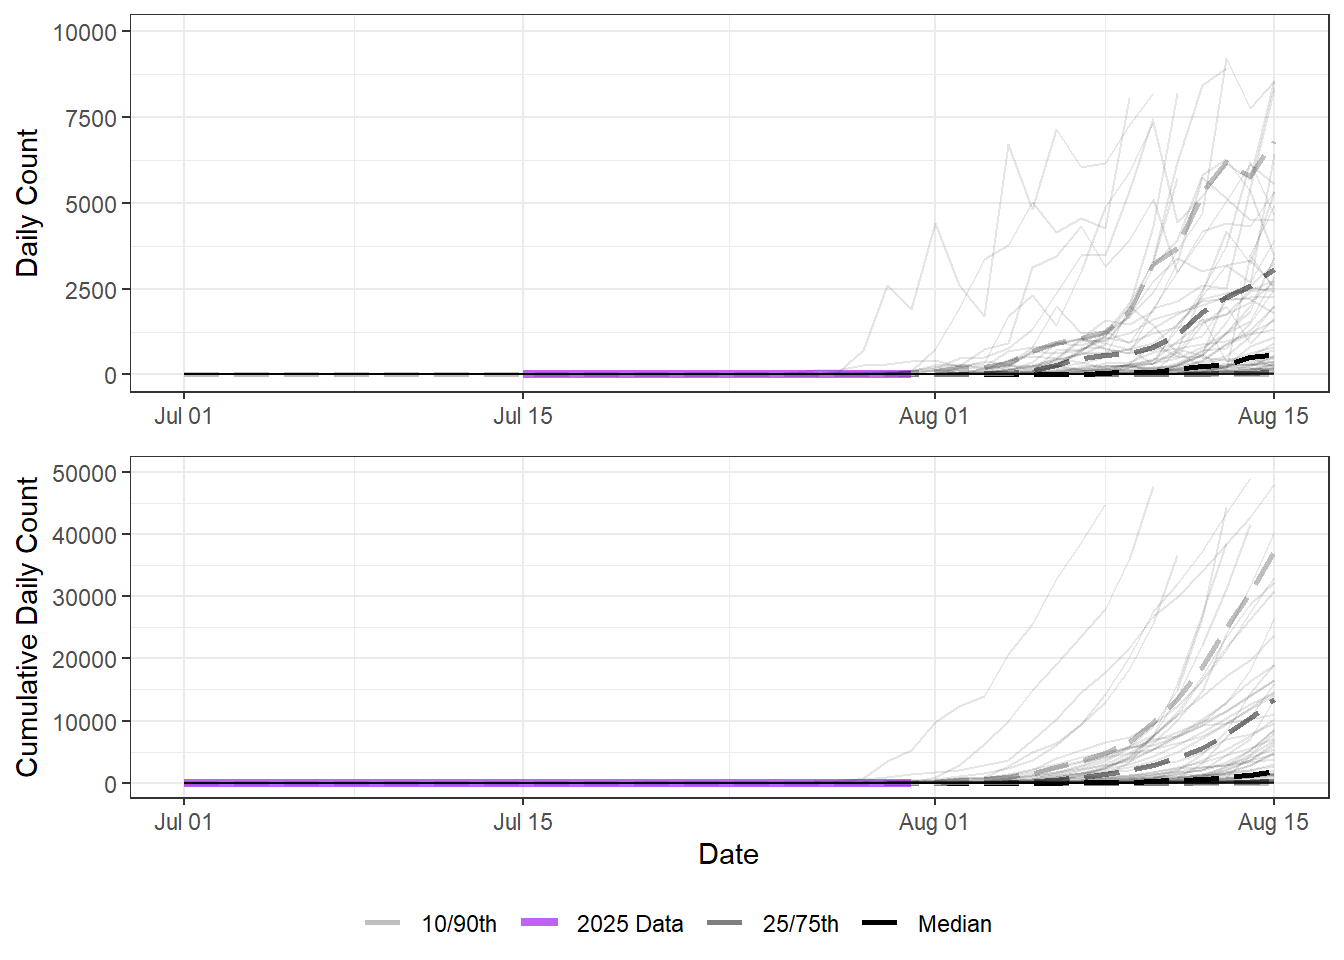 Daily Count
10000
7500
5000
2500
0
Jul 01 Jul 15 Aug 01 Aug 15
Cumulative Daily Count
50000
40000
30000
20000
10000
0
Jul 01 Jul 15 Aug 01 Aug 15
Date
10/90th 2025 Data 25/75th Median